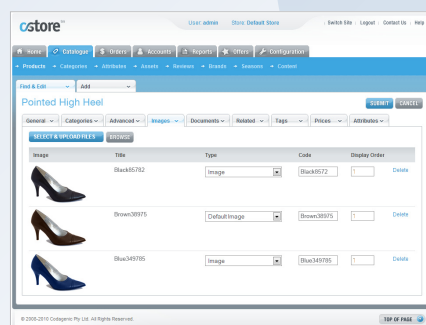 cstore™
User: admin Store: Default Store
Switch Site Logout Contact Us Help
Home Catalogue Orders Accounts Reports Offers Configuration
Products Categories Attributes Assets Reviews Brands Seasons Content
Find & Edit Add
Pointed High Heel
SUBMIT CANCEL
General Categories Advanced Images Documents Related Tags Prices Attributes
SELECT & UPLOAD FILES BROWSE
Image Title Type Code Display Order
Black85782 Image Black8572 1 Delete
Brown38975 Default Image Brown38975 1 Delete
Blue349785 Image Blue349785 1 Delete
© 2006-2010 Codagenic Pty Ltd. All Rights Reserved.
TOP OF PAGE